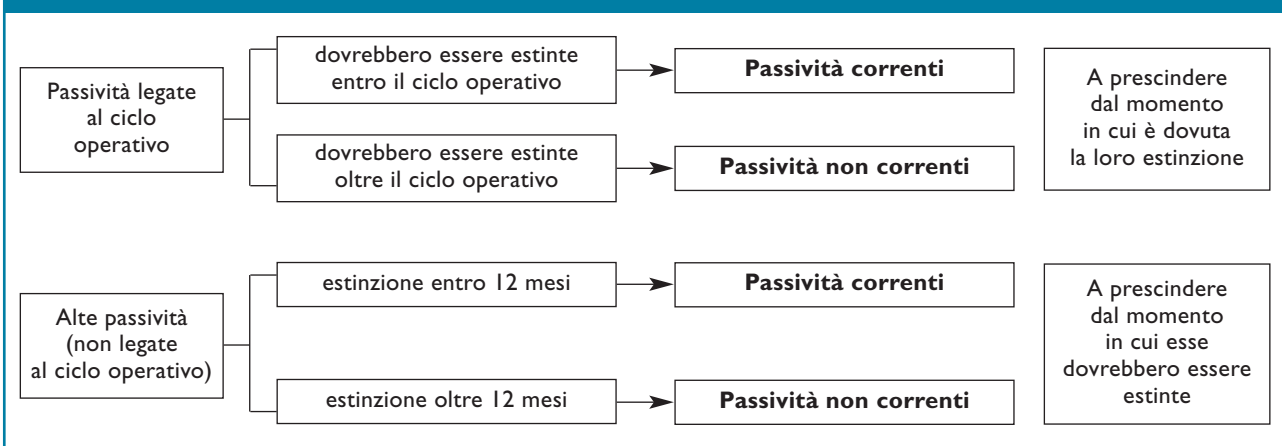 Passività legate
al ciclo
operativo
dovrebbero essere estinte
entro il ciclo operativo
Passività correnti
dovrebbero essere estinte
oltre il ciclo operativo
Passività non correnti
A prescindere
dal momento
in cui è dovuta
la loro estinzione
Alte passività
(non legate
al ciclo operativo)
estinzione entro 12 mesi
Passività correnti
estinzione oltre 12 mesi
Passività non correnti
A prescindere
dal momento
in cui esse
dovrebbero essere
estinte